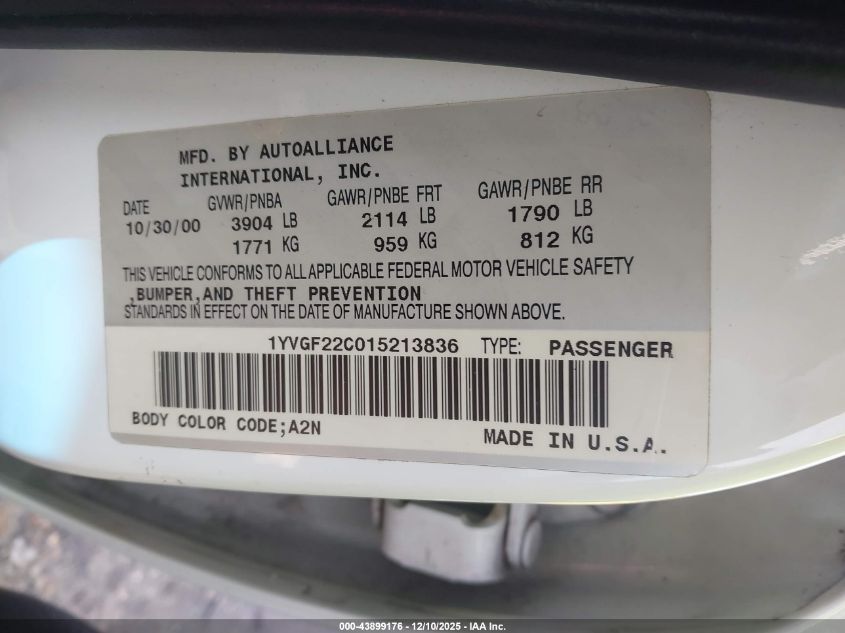 MFD. BY AUTOALLIANCE
INTERNATIONAL, INC.
DATE GVWR/PNBA GAWR/PNBE FRT GAWR/PNBE RR
10/30/00 3904 LB 2114 LB 1790 LB
1771 KG 959 KG 812 KG
THIS VEHICLE CONFORMS TO ALL APPLICABLE FEDERAL MOTOR VEHICLE SAFETY
,BUMPER,AND THEFT PREVENTION
STANDARDS IN EFFECT ON THE DATE OF MANUFACTURE SHOWN ABOVE.
1YVGF22C015213836 TYPE: PASSENGER
BODY COLOR CODE;A2N MADE IN U.S.A.
000-43899176 - 12/10/2025 - IAA Inc.